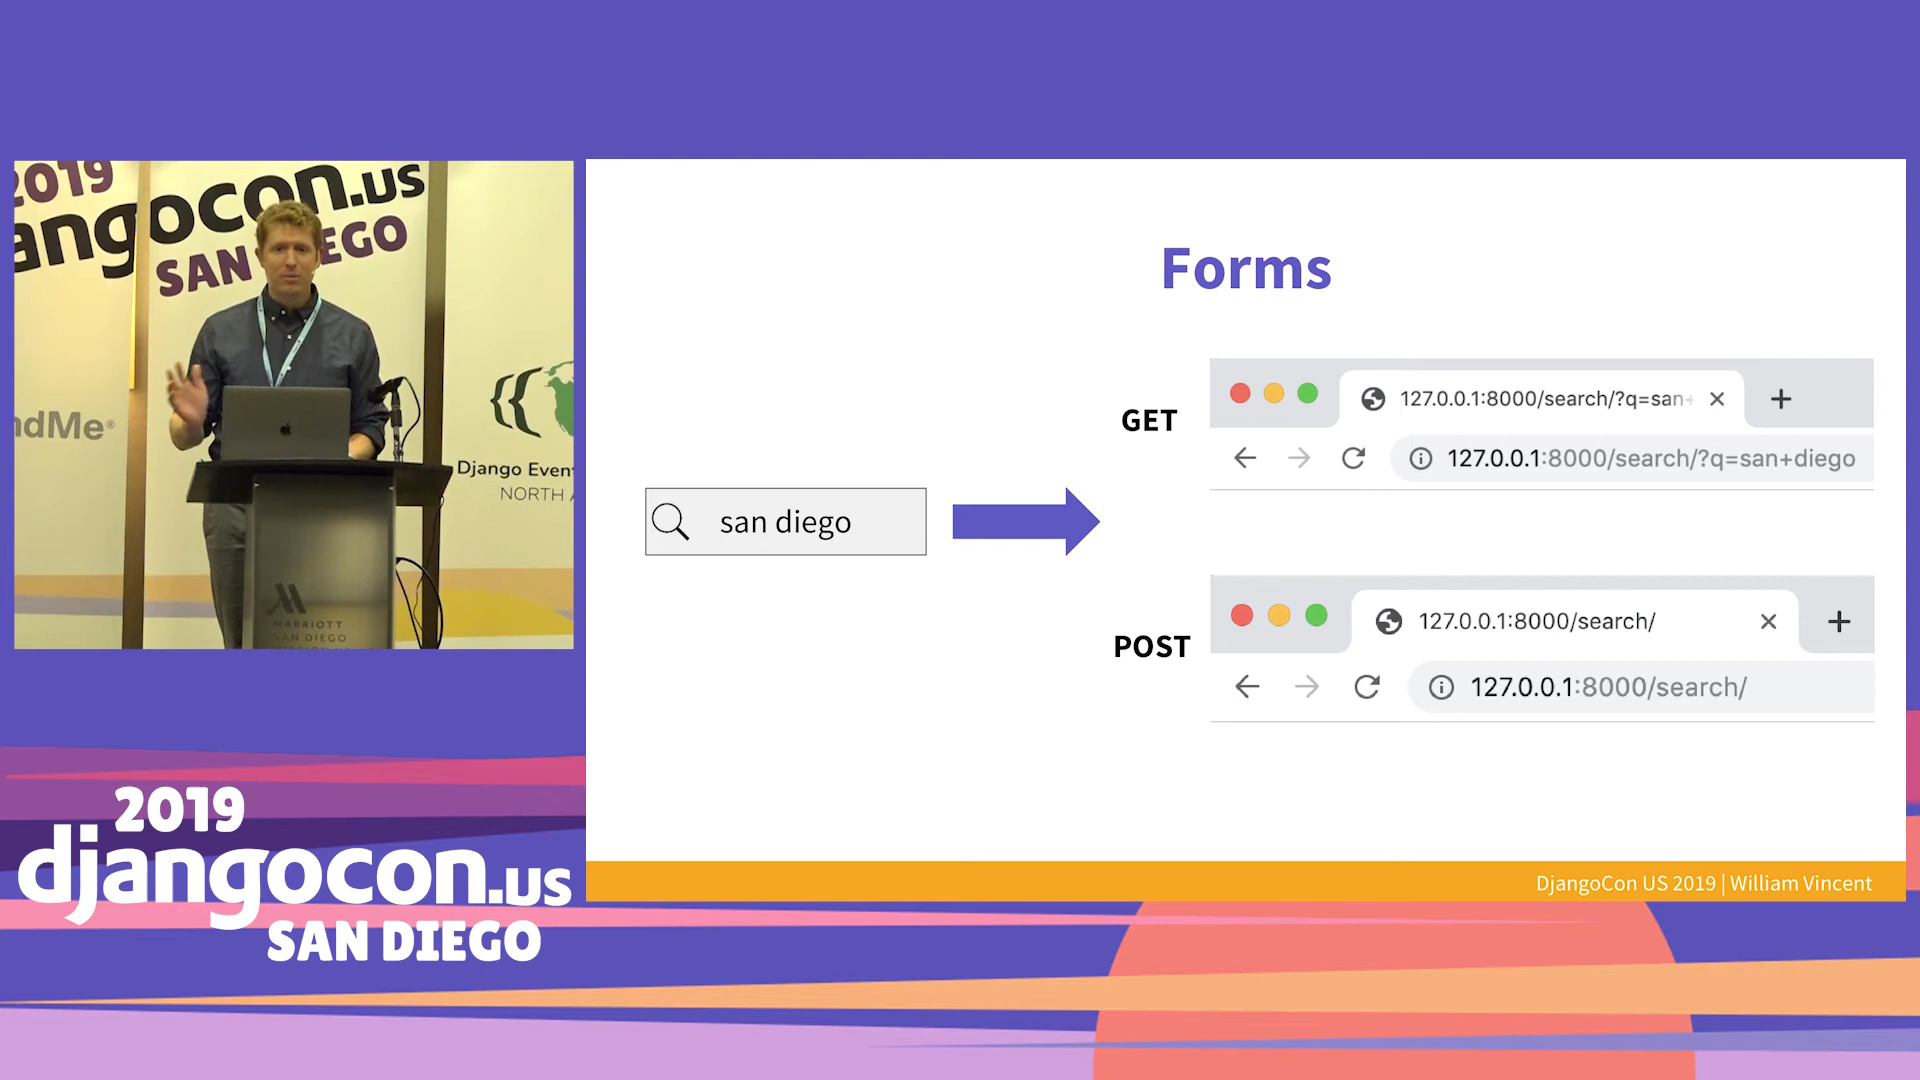 2019
angocon.us
SAN EGO
ndMe®
Django Even
NORTH A
MARRIOTT
SAN DIEGO
2019
djangocon.us
SAN DIEGO
Forms
san diego
GET
127.0.0.1:8000/search/?q=san+
127.0.0.1:8000/search/?q=san+diego
POST
127.0.0.1:8000/search/
127.0.0.1:8000/search/
DjangoCon US 2019 | William Vincent